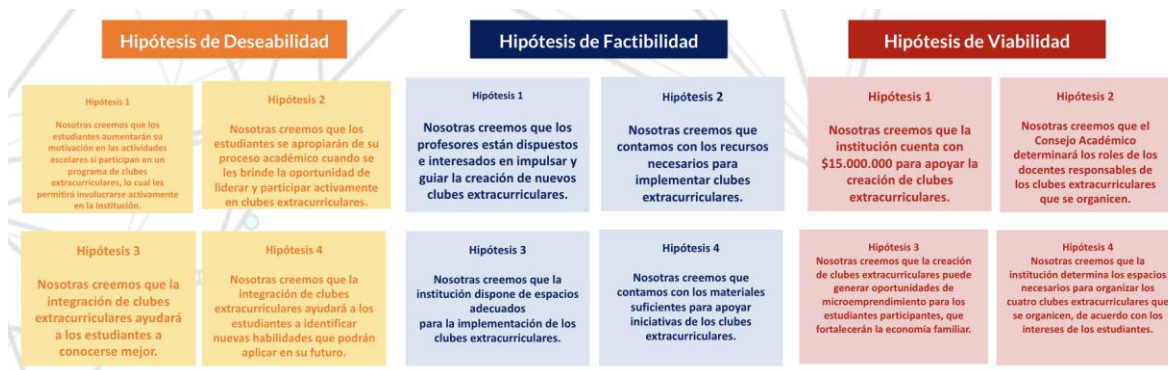 Hipótesis de Deseabilidad
Hipótesis 1
Nosotras creemos que los
estudiantes aumentarán su
motivación en las actividades
escolares si participan en un
programa de clubes
extracurriculares, lo cual les
permitirá involucrarse activamente
en la Institución.
Hipótesis 2
Nosotras creemos que los
estudiantes se apropiarán de su
proceso académico cuando se
les brinde la oportunidad de
liderar y participar activamente
en clubes extracurriculares.
Hipótesis 3
Nosotras creemos que la
integración de clubes
extracurriculares ayudará
a los estudiantes a
conocerse mejor.
Hipótesis 4
Nosotras creemos que la
integración de clubes
extracurriculares ayudará a los
estudiantes a identificar
nuevas habilidades que podrán
aplicar en su futuro.
Hipótesis de Factibilidad
Hipótesis 1
Nosotras creemos que los
profesores están dispuestos
e interesados en impulsar y
guiar la creación de nuevos
clubes extracurriculares.
Hipótesis 2
Nosotras creemos que
contamos con los recursos
necesarios para
implementar clubes
extracurriculares.
Hipótesis 3
Nosotras creemos que la
institución dispone de espacios
adecuados
para la implementación de los
clubes extracurriculares.
Hipótesis 4
Nosotras creemos que
contamos con los materiales
suficientes para apoyar
iniciativas de los clubes
extracurriculares.
Hipótesis de Viabilidad
Hipótesis 1
Nosotras creemos que la
institución cuenta con
$15.000.000 para apoyar la
creación de clubes
extracurriculares.
Hipótesis 2
Nosotras creemos que el
Consejo Académico
determinará los roles de los
docentes responsables de
los clubes extracurriculares
que se organicen.
Hipótesis 3
Nosotras creemos que la creación
de clubes extracurriculares puede
generar oportunidades de
microemprendimiento para los
estudiantes participantes, que
fortalecerán la economía familiar.
Hipótesis 4
Nosotras creemos que la
institución determina los espacios
necesarios para organizar los
cuatro clubes extracurriculares que
se organicen, de acuerdo con los
intereses de los estudiantes.